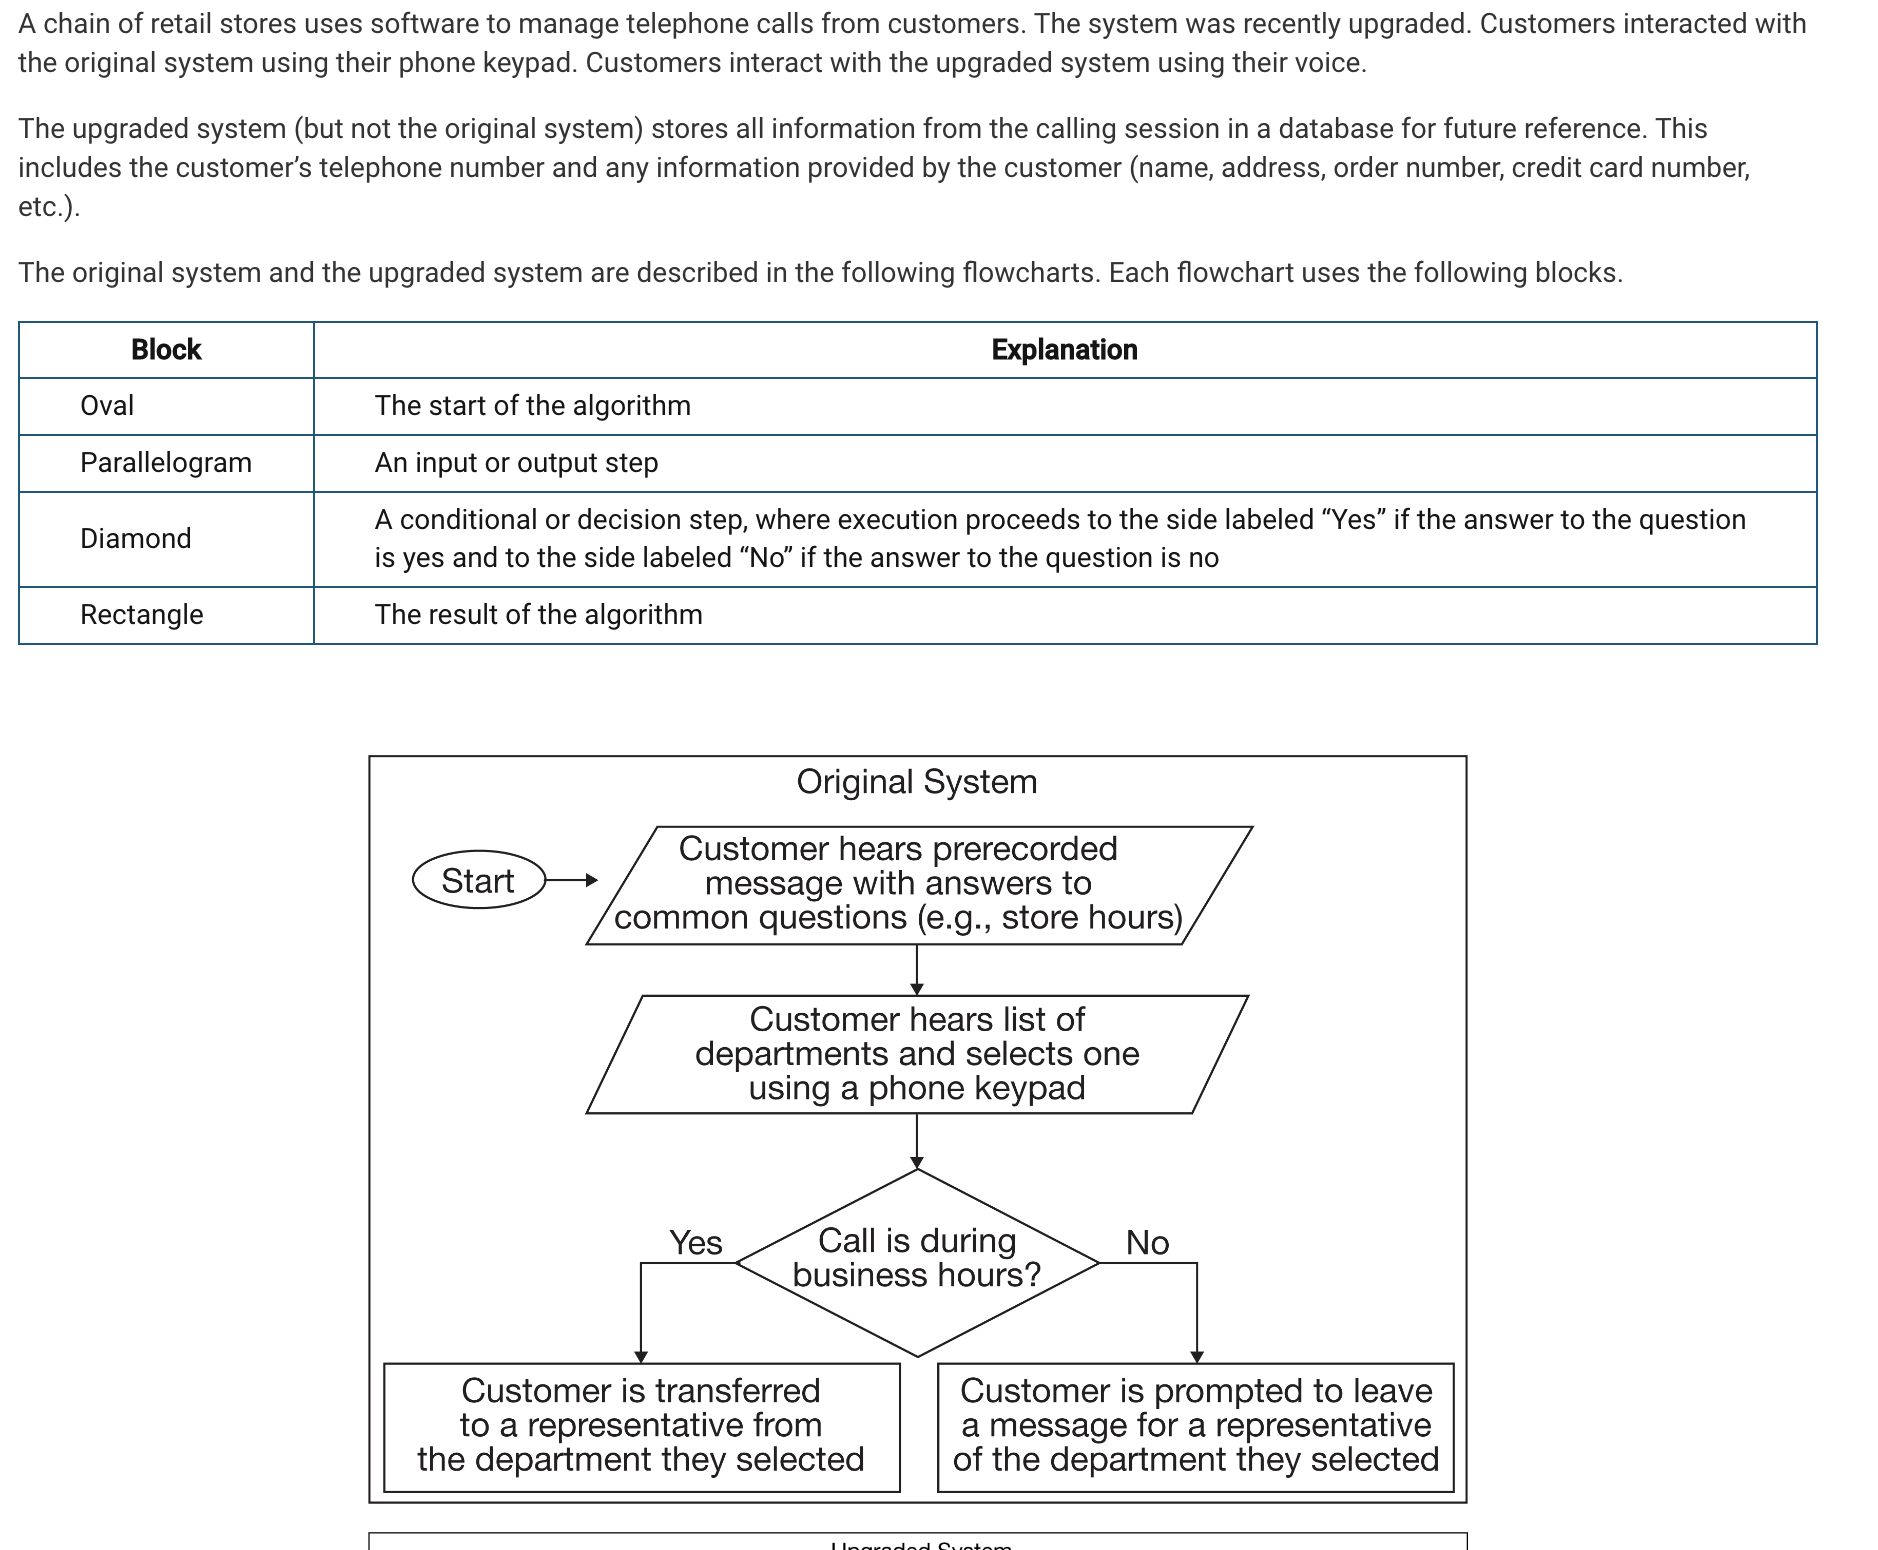 A chain of retail stores uses software to manage telephone calls from customers. The system was recently upgraded. Customers interacted with
the original system using their phone keypad. Customers interact with the upgraded system using their voice.
The upgraded system (but not the original system) stores all information from the calling session in a database for future reference. This
includes the customer’s telephone number and any information provided by the customer (name, address, order number, credit card number,
etc.).
The original system and the upgraded system are described in the following flowcharts. Each flowchart uses the following blocks.
Block Explanation
Oval The start of the algorithm
Parallelogram An input or output step
Diamond A conditional or decision step, where execution proceeds to the side labeled “Yes” if the answer to the question
is yes and to the side labeled “No” if the answer to the question is no
Rectangle The result of the algorithm
Original System
Start
Customer hears prerecorded
message with answers to
common questions (e.g., store hours)
Customer hears list of
departments and selects one
using a phone keypad
Call is during
business hours?
Yes
No
Customer is transferred
to a representative from
the department they selected
Customer is prompted to leave
a message for a representative
of the department they selected
Upgraded System